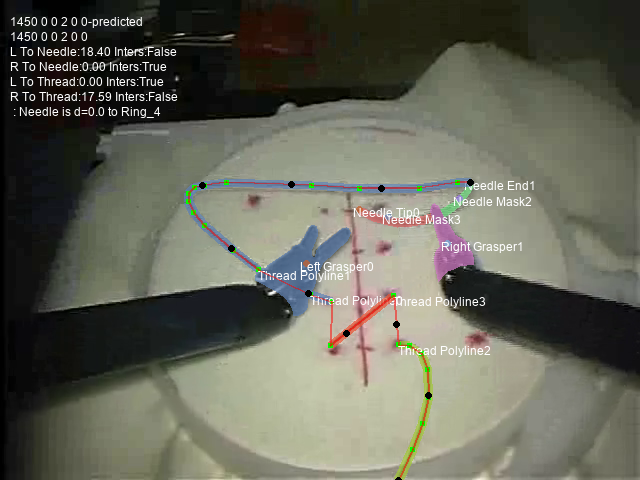 1450 0 0 2 0 0-predicted
1450 0 0 2 0 0
L To Needle:18.40 Inters:False
R To Needle:0.00 Inters:True
L To Thread:0.00 Inters:True
R To Thread:17.59 Inters:False
: Needle is d=0.0 to Ring_4
Needle End1
Needle Mask2
Needle Tip0
Needle Mask3
Right Grasper1
Left Grasper0
Thread Polyline1
Thread Polyline3
Thread Polyline2